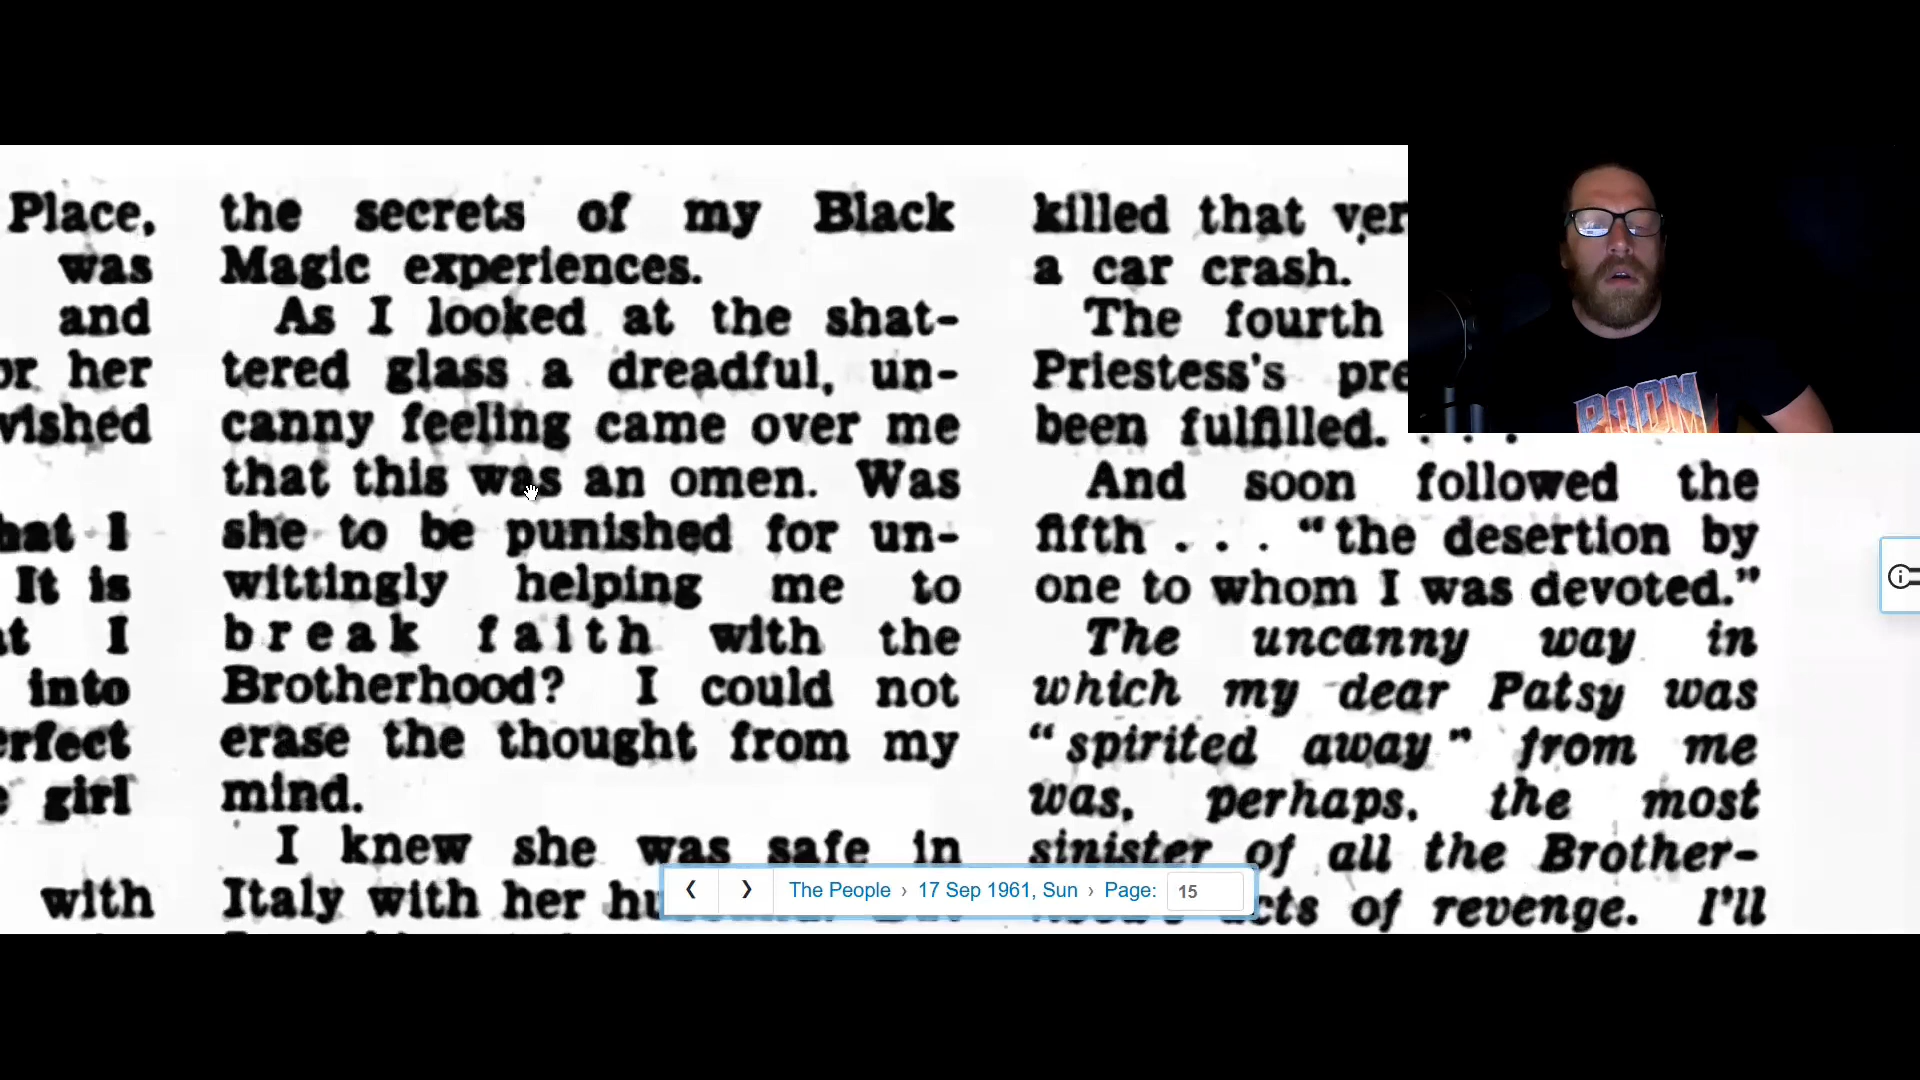 Place,
was
and
or her
vished
hat I
It is
at I
into
erfect
girl
with
the secrets of my Black
Magic experiences.
As I looked at the shat-
tered glass a dreadful, un-
canny feeling came over me
that this was an omen. Was
she to be punished for un-
wittingly helping me to
break faith with the
Brotherhood? I could not
erase the thought from my
mind.
I knew she was safe in
Italy with her
killed that ver
a car crash.
The fourth
Priestess's pre
been fulfilled. . . .
And soon followed the
fifth . . . “the desertion by
one to whom I was devoted.”
The uncanny way in
which my dear Patsy was
“spirited away” from me
was, perhaps, the most
sinister of all the Brother-
acts of revenge. I'll
DOOM
The People › 17 Sep 1961, Sun › Page: 15